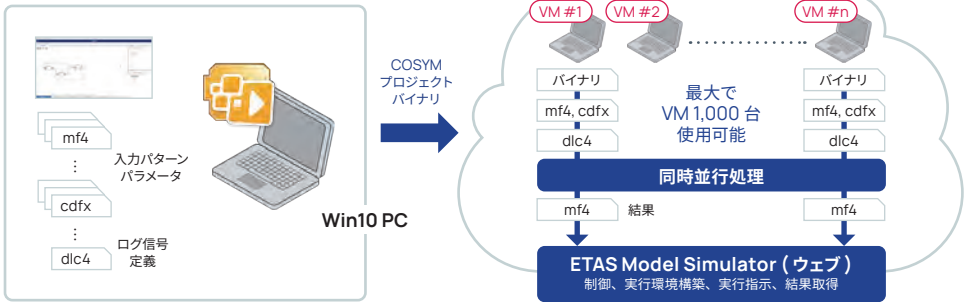 mf4
⋮
入力パターン
パラメータ
cdfx
⋮
ログ信号
定義
dlc4
Win10 PC
COSYM
プロジェクト
バイナリ
VM #1
VM #2
VM #n
バイナリ
mf4, cdfx
dlc4
最大で
VM 1,000 台
使用可能
バイナリ
mf4, cdfx
dlc4
同時並行処理
mf4
結果
mf4
ETAS Model Simulator ( ウェブ )
制御、実行環境構築、実行指示、結果取得